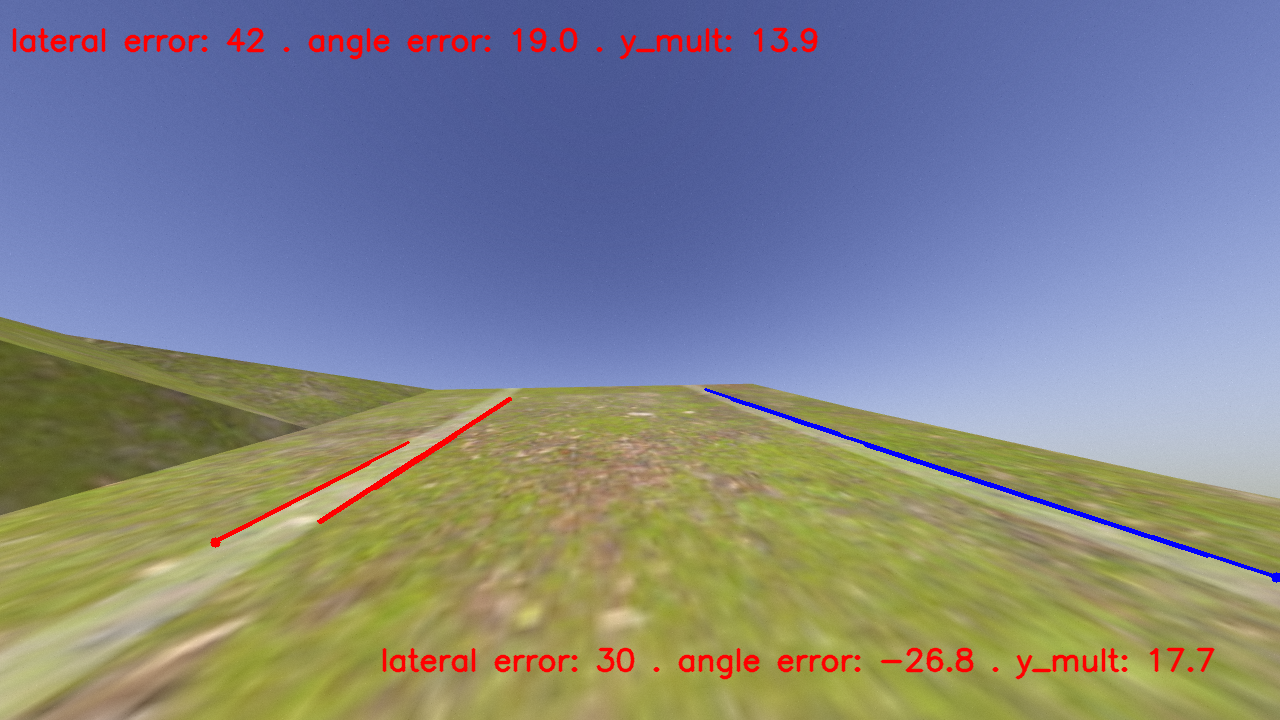 lateral error: 42 . angle error: 19.0 . y_mult: 13.9
lateral error: 30 . angle error: -26.8 . y_mult: 17.7